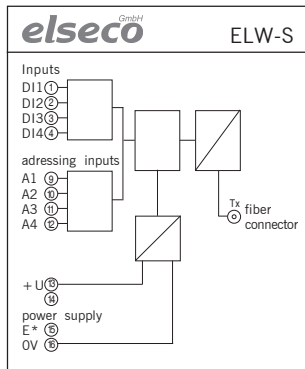 elseco GmbH
ELW-S
Inputs
DI1 1
DI2 2
DI3 3
DI4 4
adressing inputs
A1 9
A2 10
A3 11
A4 12
Tx fiber
connector
+U 13
14
power supply
E* 15
0V 16